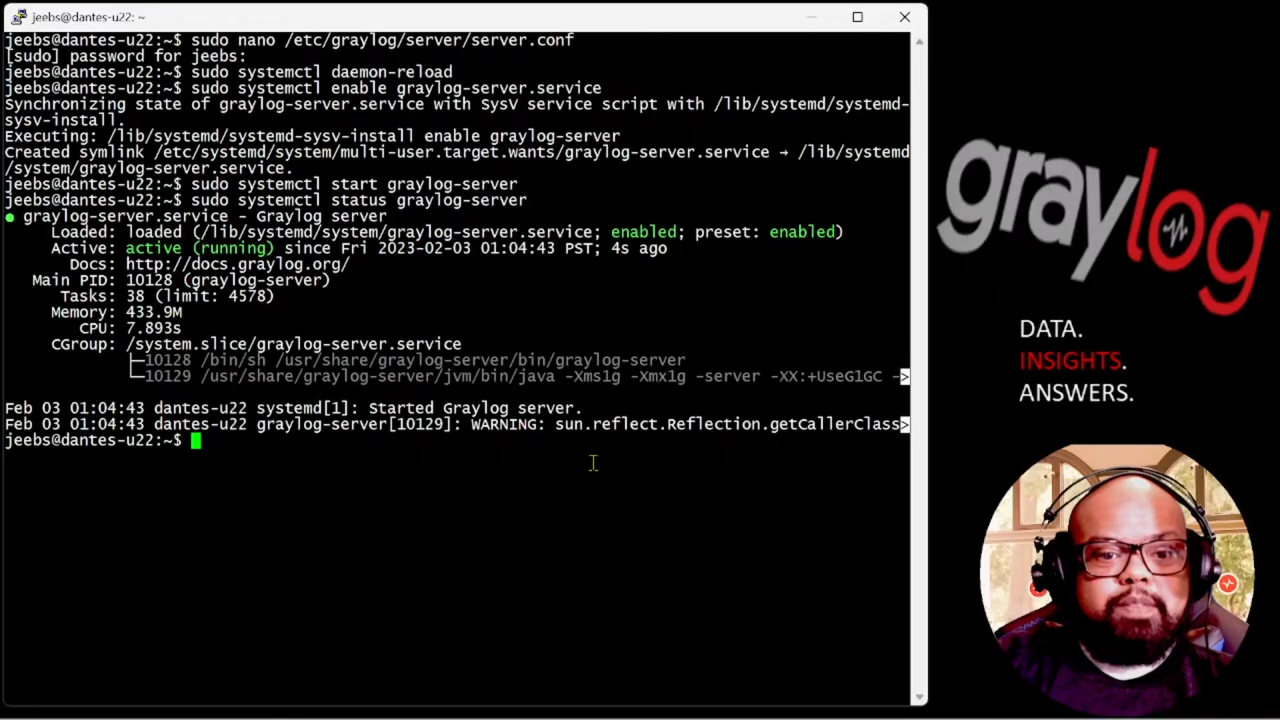 jeebs@dantes-u22: ~
jeebs@dantes-u22:~$ sudo nano /etc/graylog/server/server.conf
[sudo] password for jeebs:
jeebs@dantes-u22:~$ sudo systemctl daemon-reload
jeebs@dantes-u22:~$ sudo systemctl enable graylog-server.service
Synchronizing state of graylog-server.service with SysV service script with /lib/systemd/systemd-
sysv-install.
Executing: /lib/systemd/systemd-sysv-install enable graylog-server
Created symlink /etc/systemd/system/multi-user.target.wants/graylog-server.service → /lib/systemd
/system/graylog-server.service.
jeebs@dantes-u22:~$ sudo systemctl start graylog-server
jeebs@dantes-u22:~$ sudo systemctl status graylog-server
● graylog-server.service - Graylog server
Loaded: loaded (/lib/systemd/system/graylog-server.service; enabled; preset: enabled)
Active: active (running) since Fri 2023-02-03 01:04:43 PST; 4s ago
Docs: http://docs.graylog.org/
Main PID: 10128 (graylog-server)
Tasks: 38 (limit: 4578)
Memory: 433.9M
CPU: 7.893s
CGroup: /system.slice/graylog-server.service
├─10128 /bin/sh /usr/share/graylog-server/bin/graylog-server
└─10129 /usr/share/graylog-server/jvm/bin/java -Xms1g -Xmx1g -server -XX:+UseG1GC ->
Feb 03 01:04:43 dantes-u22 systemd[1]: Started Graylog server.
Feb 03 01:04:43 dantes-u22 graylog-server[10129]: WARNING: sun.reflect.Reflection.getCallerClass>
jeebs@dantes-u22:~$
graylog
DATA.
INSIGHTS.
ANSWERS.